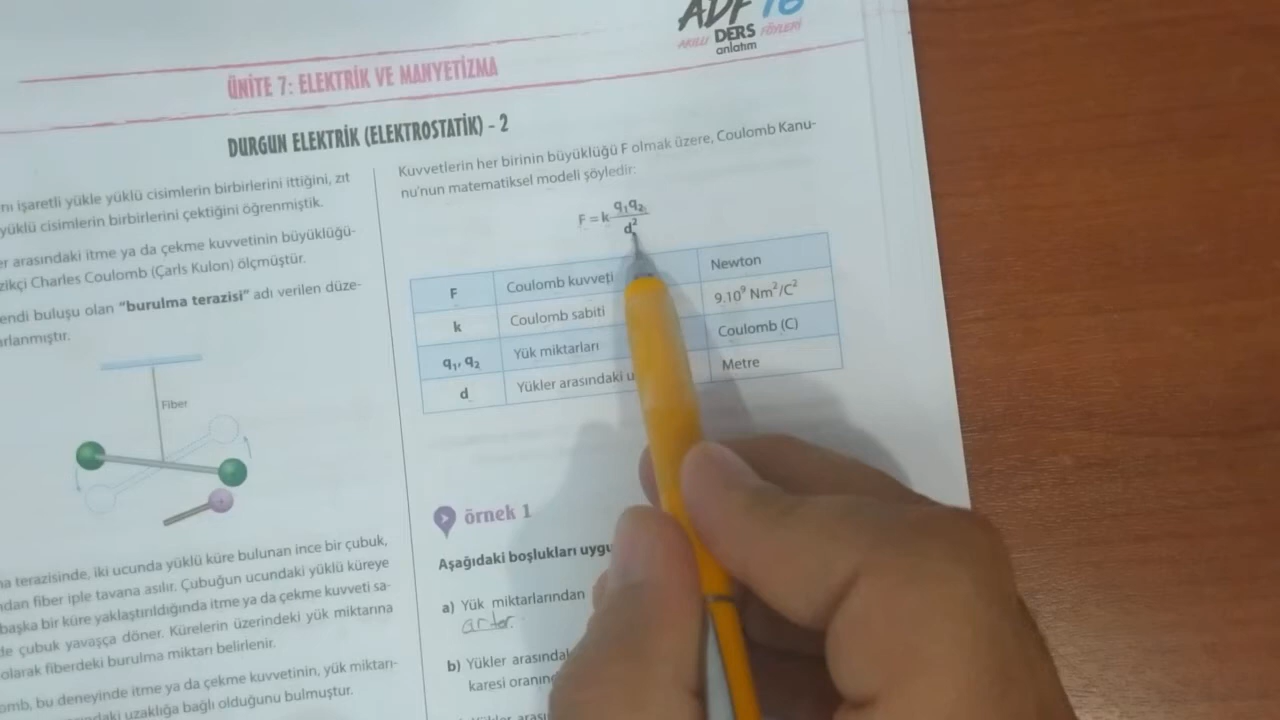 ADF 16
AKILLI DERS FÖYLERİ
anlatım
ÜNİTE 7: ELEKTRİK VE MANYETİZMA
DURGUN ELEKTRİK (ELEKTROSTATİK) - 2
işaretli yükle yüklü cisimlerin birbirlerini ittiğini, zıt
yüklü cisimlerin birbirlerini çektiğini öğrenmiştik.
arasındaki itme ya da çekme kuvvetinin büyüklüğü-
Charles Coulomb (Çarls Kulon) ölçmüştür.
buluşu olan “burulma terazisi” adı verilen düze-
Fiber
terazisinde, iki ucunda yüklü küre bulunan ince bir çubuk,
fiber iple tavana asılır. Çubuğun ucundaki yüklü küreye
başka bir küre yaklaştırıldığında itme ya da çekme kuvveti sa-
çubuk yavaşça döner. Kürelerin üzerindeki yük miktarına
olarak fiberdeki burulma miktarı belirlenir.
bu deneyinde itme ya da çekme kuvvetinin, yük miktarı-
uzaklığa bağlı olduğunu bulmuştur.
Kuvvetlerin her birinin büyüklüğü F olmak üzere, Coulomb Kanu-
nu'nun matematiksel modeli şöyledir:
F = k q₁q₂ / d²
F Coulomb kuvveti Newton
k Coulomb sabiti 9.10⁹ Nm²/C²
q₁, q₂ Yük miktarları Coulomb (C)
d Yükler arasındaki Metre
örnek 1
Aşağıdaki boşlukları
a) Yük miktarlarından
artar.
b) Yükler
karesi